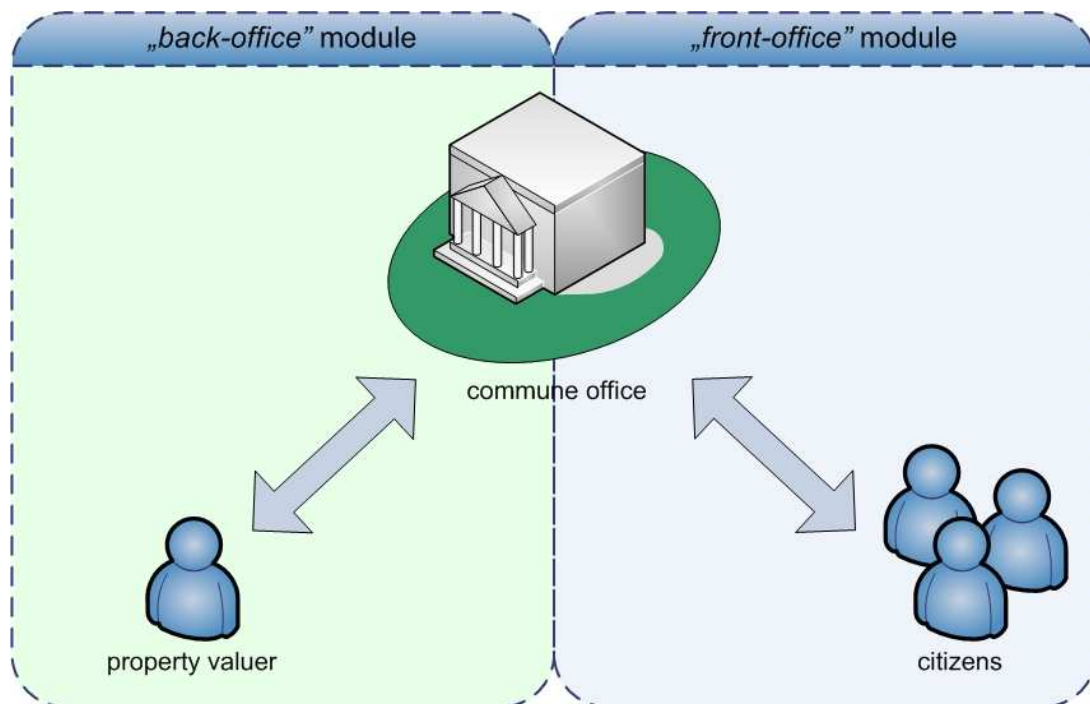 „back-office” module
„front-office” module
commune office
property valuer
citizens